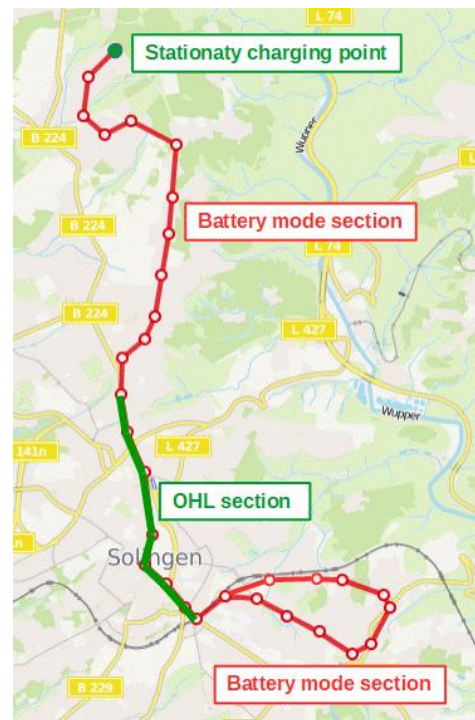 L 74
Stationaty charging point
B 224
Wupper
L
Battery mode section
B 224
L 74
B 224
L 427
Wupper
141n
L 427
n
OHL section
Solingen
Battery mode section
B 229